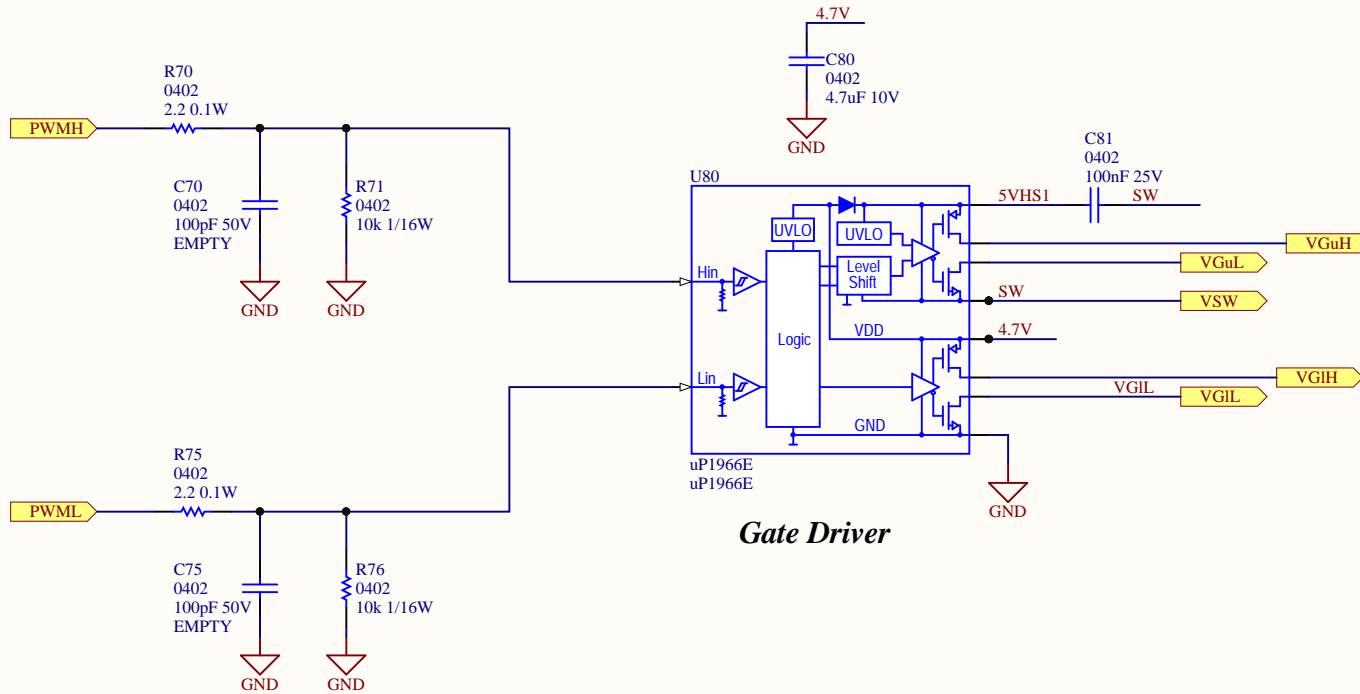 4.7V
C80
0402
4.7uF 10V
GND
R70
0402
2.2 0.1W
PWMH
C70
0402
100pF 50V
EMPTY
R71
0402
10k 1/16W
GND
GND
C81
0402
100nF 25V
5VHS1
SW
U80
UVLO
UVLO
Hin
Level
Shift
Logic
VDD
Lin
GND
VGuH
VGuL
SW
VSW
4.7V
VGlH
VGlL
VGlL
GND
uP1966E
uP1966E
Gate Driver
R75
0402
2.2 0.1W
PWML
C75
0402
100pF 50V
EMPTY
R76
0402
10k 1/16W
GND
GND